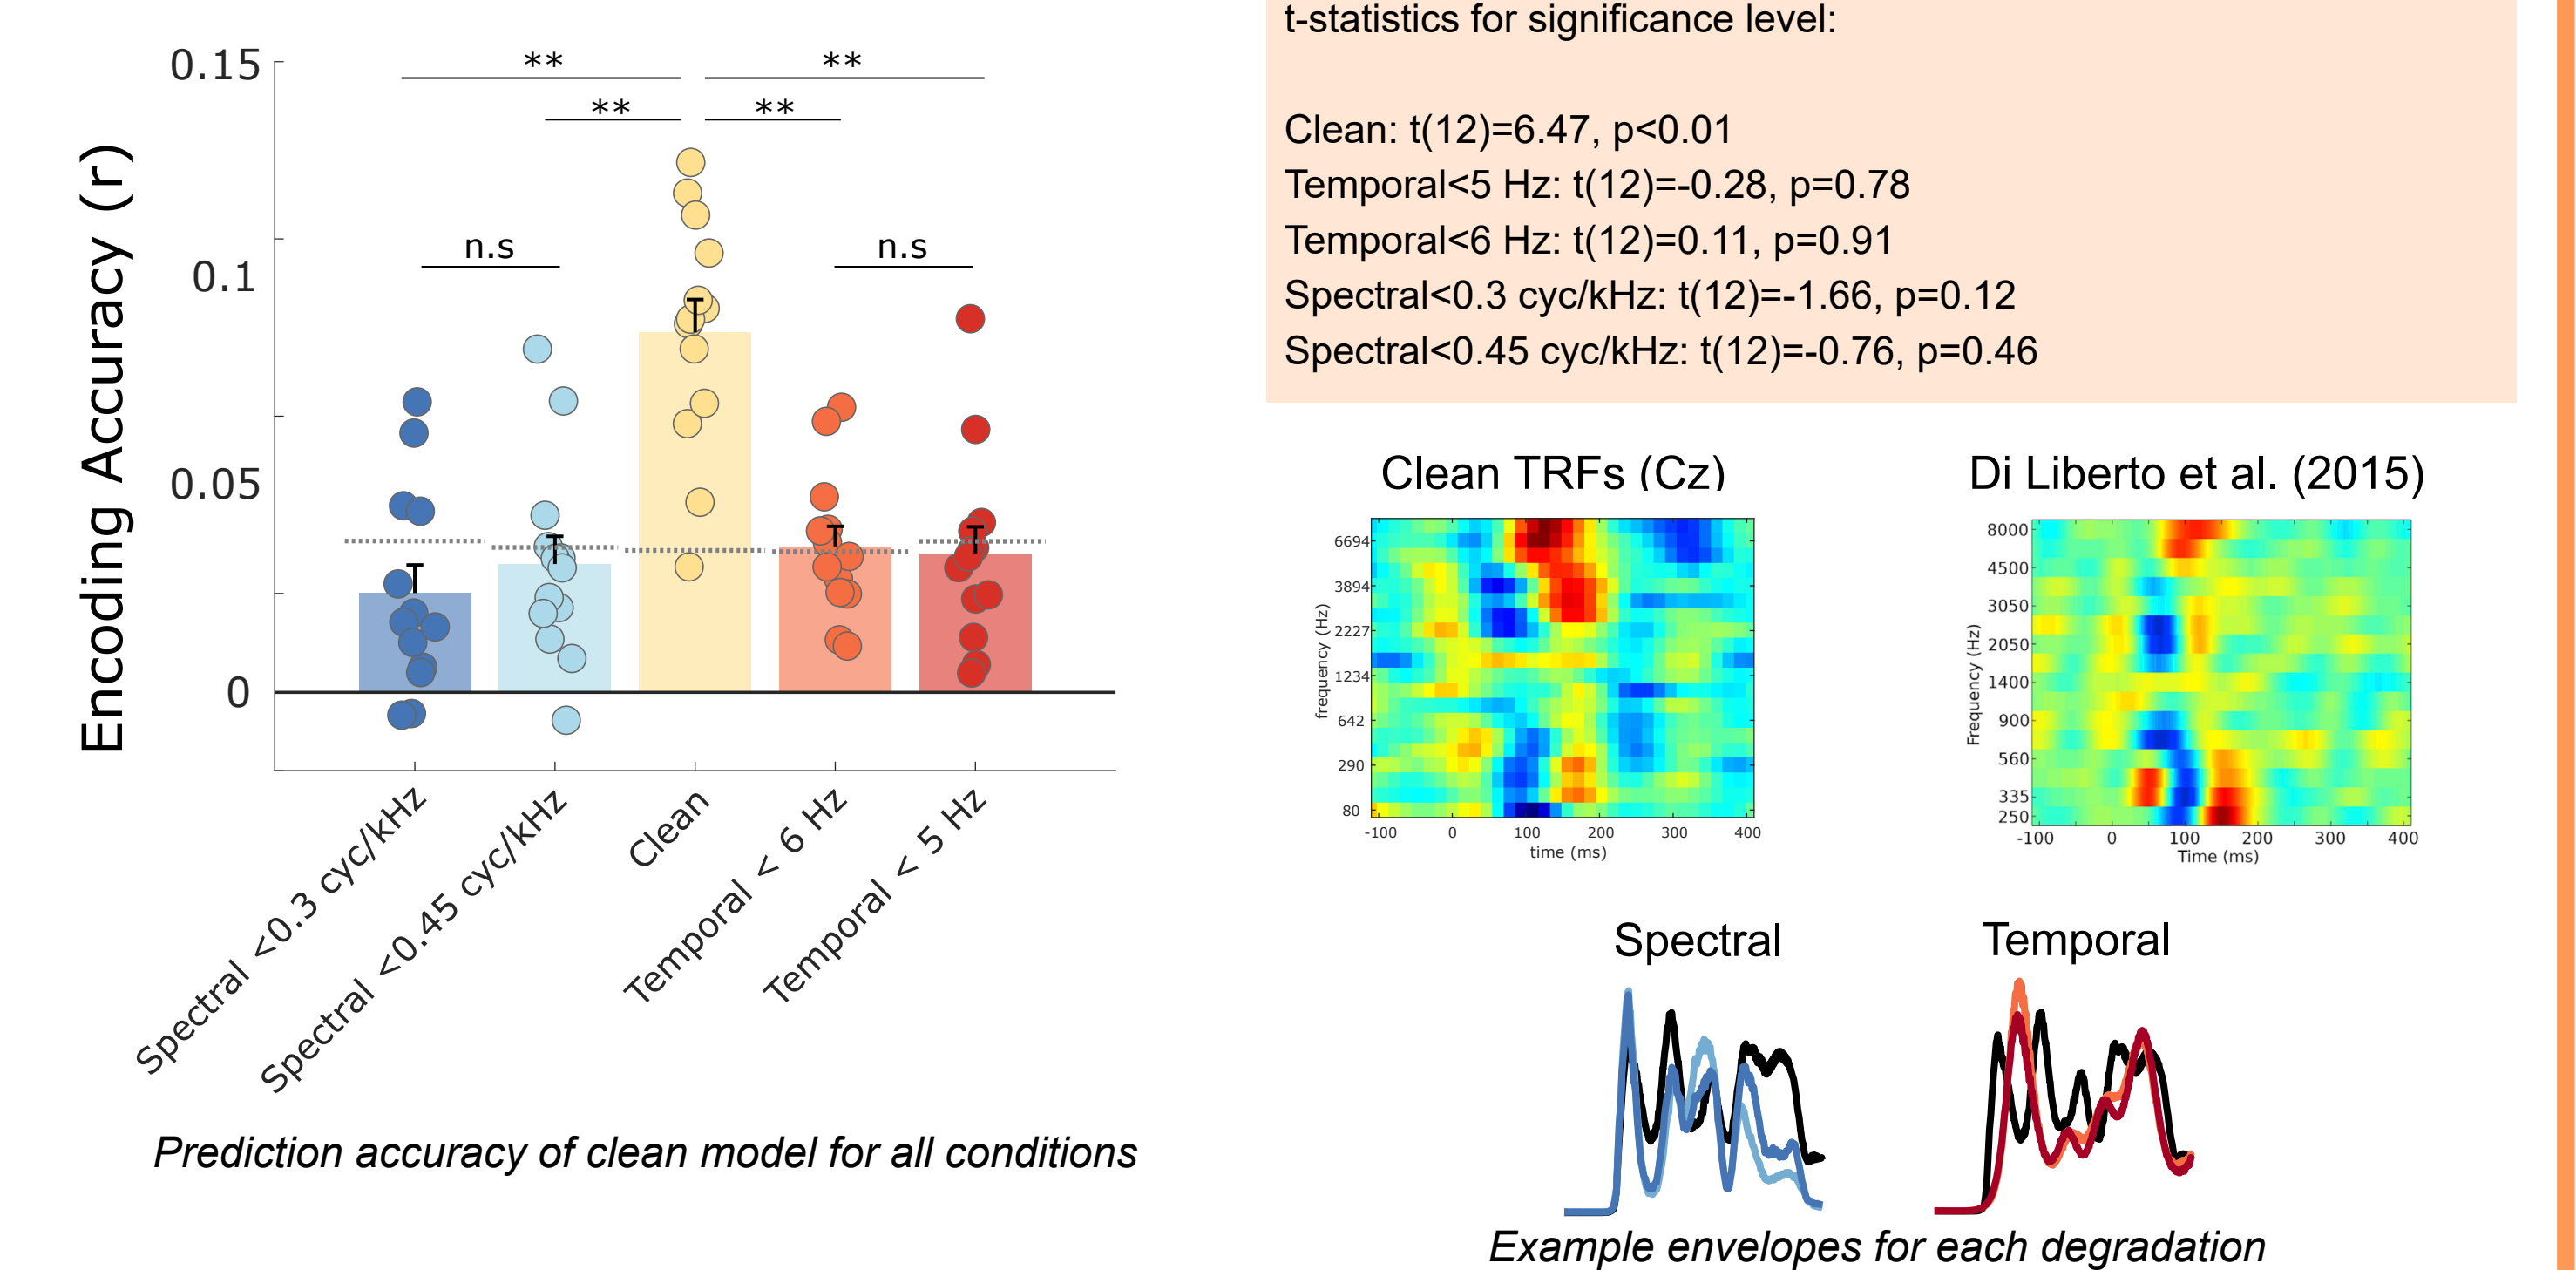 0.15
0.1
0.05
0
Encoding Accuracy (r)
**
**
**
**
n.s
n.s
Spectral <0.3 cyc/kHz
Spectral <0.45 cyc/kHz
Clean
Temporal < 6 Hz
Temporal < 5 Hz
Prediction accuracy of clean model for all conditions
t-statistics for significance level:
Clean: t(12)=6.47, p<0.01
Temporal<5 Hz: t(12)=-0.28, p=0.78
Temporal<6 Hz: t(12)=0.11, p=0.91
Spectral<0.3 cyc/kHz: t(12)=-1.66, p=0.12
Spectral<0.45 cyc/kHz: t(12)=-0.76, p=0.46
Clean TRFs (Cz)
frequency (Hz)
6694
3894
2227
1234
642
290
80
-100 0 100 200 300 400
time (ms)
Di Liberto et al. (2015)
Frequency (Hz)
8000
4500
3050
2050
1400
900
560
335
250
-100 0 100 200 300 400
Time (ms)
Spectral
Temporal
Example envelopes for each degradation